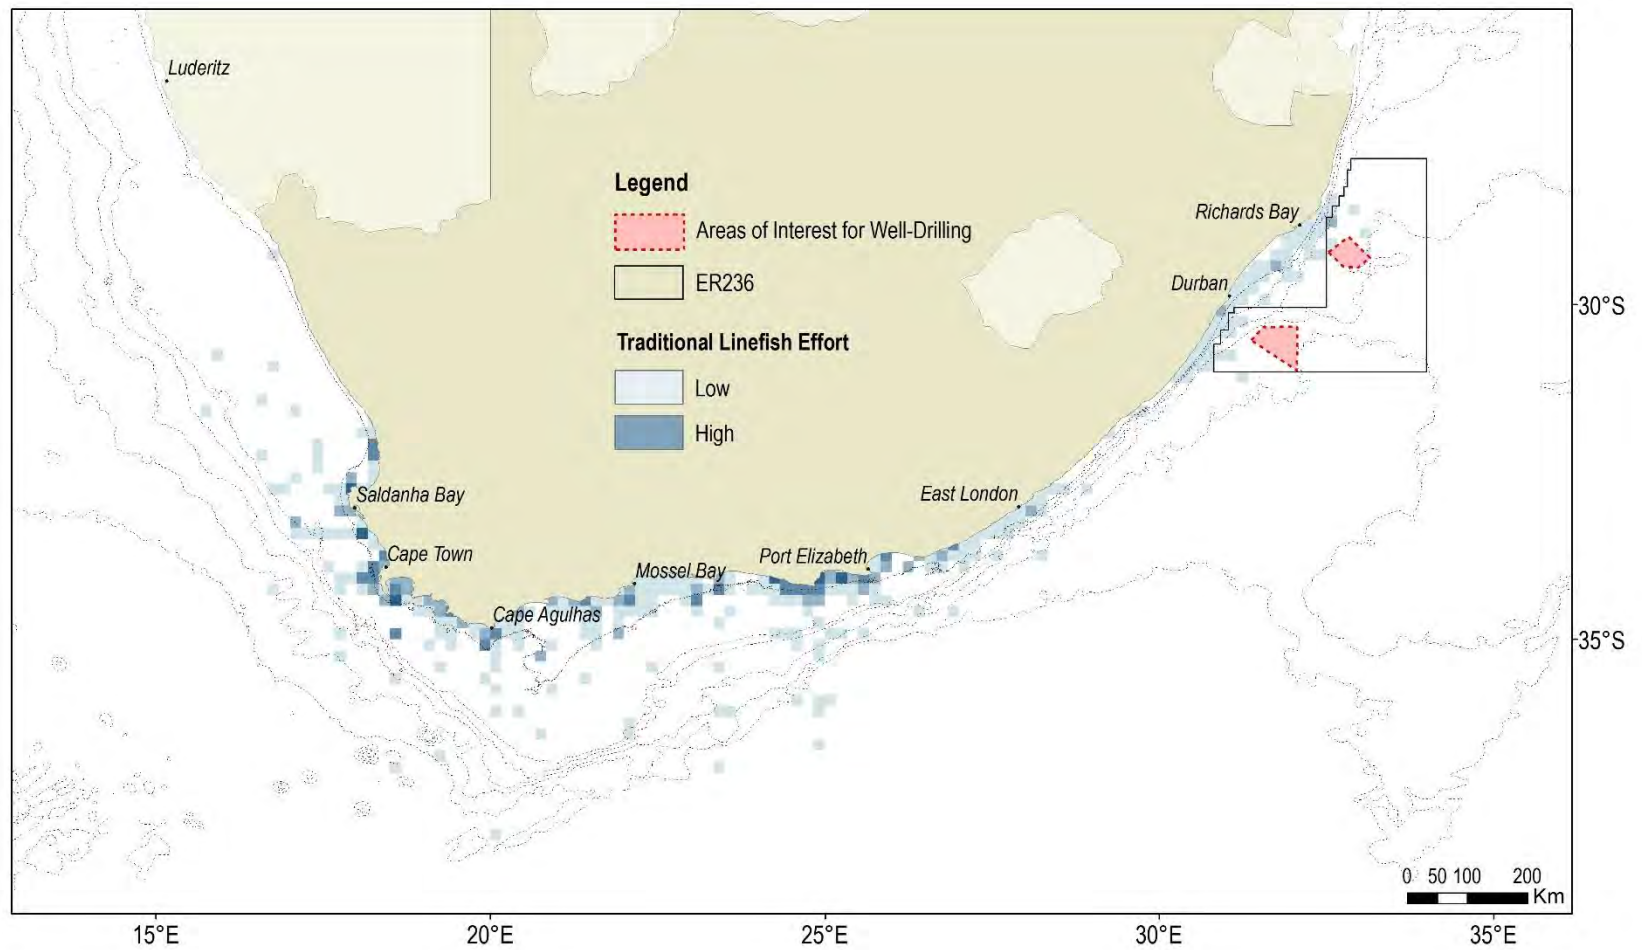 Luderitz
Legend
Areas of Interest for Well-Drilling
ER236
Traditional Linefish Effort
Low
High
Richards Bay
Durban
30°S
Saldanha Bay
East London
Cape Town
Port Elizabeth
Mossel Bay
Cape Agulhas
35°S
0 50 100 200
Km
15°E 20°E 25°E 30°E 35°E